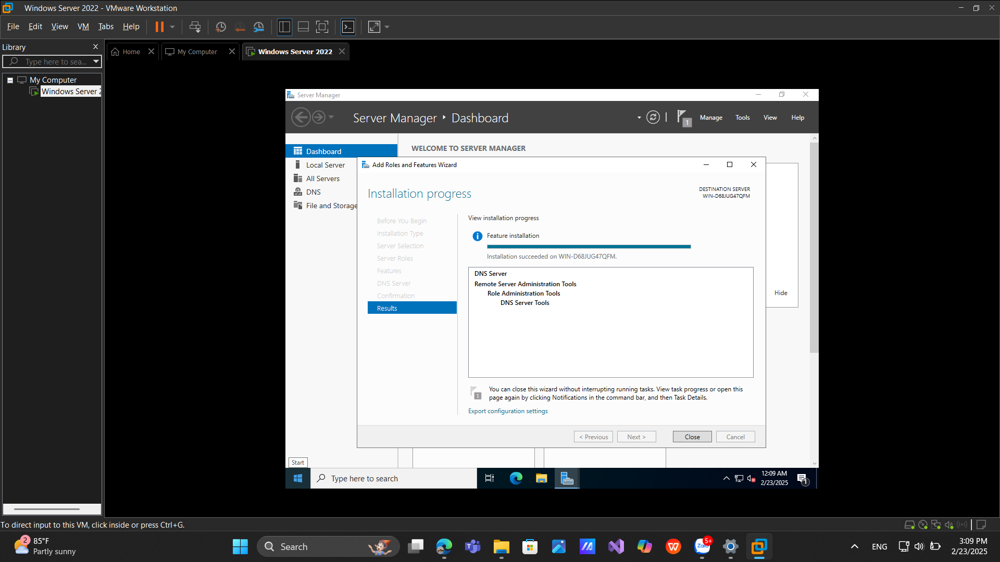 Windows Server 2022 - VMware Workstation
File Edit View VM Tabs Help
Library
Type here to sea...
My Computer
Windows Server 2
Home
My Computer
Windows Server 2022
Server Manager
Server Manager Dashboard
1
Manage Tools View Help
Dashboard
Local Server
All Servers
DNS
File and Storage
WELCOME TO SERVER MANAGER
Hide
Add Roles and Features Wizard
Installation progress
DESTINATION SERVER
WIN-D68JUG47QFM
Before You Begin
Installation Type
Server Selection
Server Roles
Features
DNS Server
Confirmation
Results
View installation progress
Feature installation
Installation succeeded on WIN-D68JUG47QFM.
DNS Server
Remote Server Administration Tools
Role Administration Tools
DNS Server Tools
1
You can close this wizard without interrupting running tasks. View task progress or open this
page again by clicking Notifications in the command bar, and then Task Details.
Export configuration settings
< Previous Next > Close Cancel
Start
Type here to search
12:09 AM
2/23/2025
1
To direct input to this VM, click inside or press Ctrl+G.
2
85°F
Partly sunny
Search
Zalo
5+
ENG
3:09 PM
2/23/2025